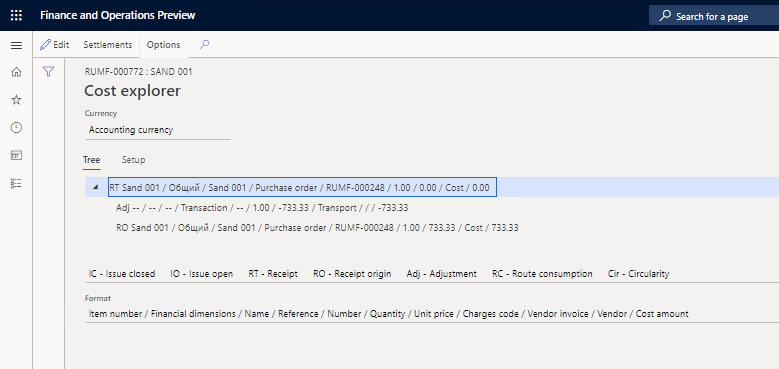 Finance and Operations Preview
Search for a page
Edit Settlements Options
RUMF-000772 : SAND 001
Cost explorer
Currency
Accounting currency
Tree Setup
RT Sand 001 / Общий / Sand 001 / Purchase order / RUMF-000248 / 1.00 / 0.00 / Cost / 0.00
Adj -- / -- / -- / Transaction / -- / 1.00 / -733.33 / Transport / / / -733.33
RO Sand 001 / Общий / Sand 001 / Purchase order / RUMF-000248 / 1.00 / 733.33 / Cost / 733.33
IC - Issue closed IO - Issue open RT - Receipt RO - Receipt origin Adj - Adjustment RC - Route consumption Cir - Circularity
Format
Item number / Financial dimensions / Name / Reference / Number / Quantity / Unit price / Charges code / Vendor invoice / Vendor / Cost amount